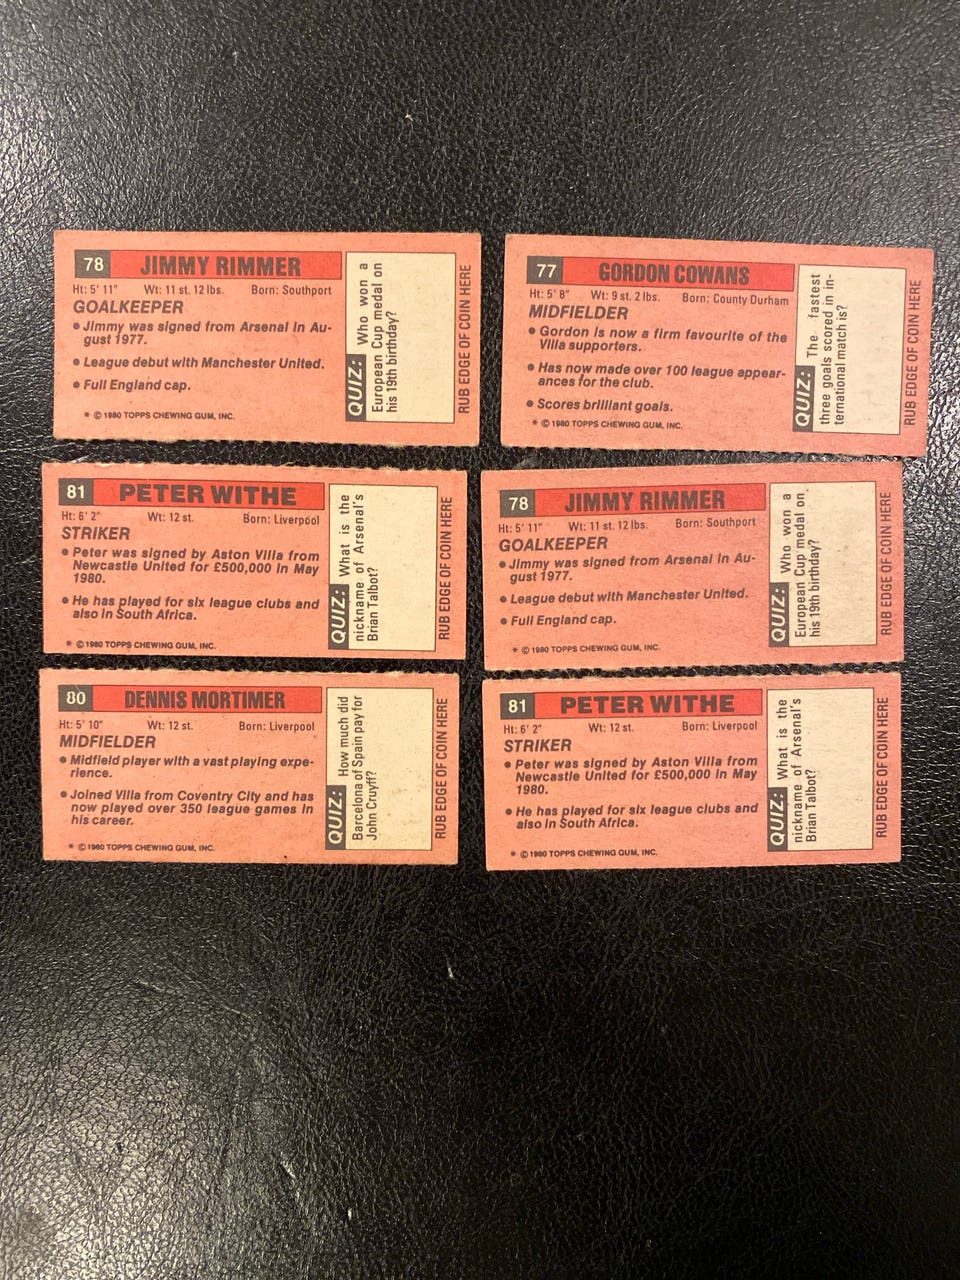 78 JIMMY RIMMER
Ht: 5' 11" Wt: 11 st. 12 lbs. Born: Southport
GOALKEEPER
● Jimmy was signed from Arsenal in Au-
gust 1977.
● League debut with Manchester United.
● Full England cap.
* © 1980 TOPPS CHEWING GUM, INC.
QUIZ: Who won a
European Cup medal on
his 19th birthday?
RUB EDGE OF COIN HERE
77 GORDON COWANS
Ht: 5' 8" Wt: 9 st. 2 lbs. Born: County Durham
MIDFIELDER
● Gordon is now a firm favourite of the
Villa supporters.
● Has now made over 100 league appear-
ances for the club.
● Scores brilliant goals.
* © 1980 TOPPS CHEWING GUM, INC.
QUIZ: The fastest
three goals scored in in-
ternational match is?
RUB EDGE OF COIN HERE
81 PETER WITHE
Ht: 6' 2" Wt: 12 st. Born: Liverpool
STRIKER
● Peter was signed by Aston Villa from
Newcastle United for £500,000 in May
1980.
● He has played for six league clubs and
also in South Africa.
* © 1980 TOPPS CHEWING GUM, INC.
QUIZ: What is the
nickname of Arsenal's
Brian Talbot?
RUB EDGE OF COIN HERE
78 JIMMY RIMMER
Ht: 5' 11" Wt: 11 st. 12 lbs. Born: Southport
GOALKEEPER
● Jimmy was signed from Arsenal in Au-
gust 1977.
● League debut with Manchester United.
● Full England cap.
* © 1980 TOPPS CHEWING GUM, INC.
QUIZ: Who won a
European Cup medal on
his 19th birthday?
RUB EDGE OF COIN HERE
80 DENNIS MORTIMER
Ht: 5' 10" Wt: 12 st. Born: Liverpool
MIDFIELDER
● Midfield player with a vast playing expe-
rience.
● Joined Villa from Coventry City and has
now played over 350 league games in
his career.
* © 1980 TOPPS CHEWING GUM, INC.
QUIZ: How much did
Barcelona of Spain pay for
John Cruyff?
RUB EDGE OF COIN HERE
81 PETER WITHE
Ht: 6' 2" Wt: 12 st. Born: Liverpool
STRIKER
● Peter was signed by Aston Villa from
Newcastle United for £500,000 in May
1980.
● He has played for six league clubs and
also in South Africa.
* © 1980 TOPPS CHEWING GUM, INC.
QUIZ: What is the
nickname of Arsenal's
Brian Talbot?
RUB EDGE OF COIN HERE